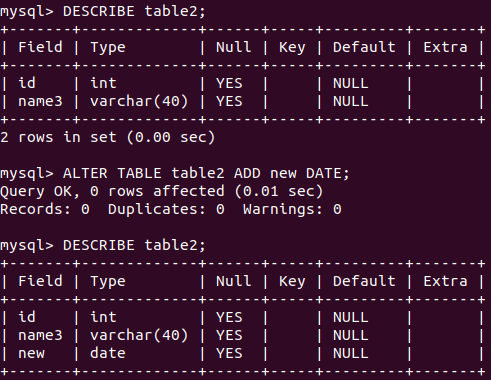 mysql> DESCRIBE table2;
+-------+-------------+------+-----+---------+-------+
| Field | Type        | Null | Key | Default | Extra |
+-------+-------------+------+-----+---------+-------+
| id    | int         | YES  |     | NULL    |       |
| name3 | varchar(40) | YES  |     | NULL    |       |
+-------+-------------+------+-----+---------+-------+
2 rows in set (0.00 sec)
mysql> ALTER TABLE table2 ADD new DATE;
Query OK, 0 rows affected (0.01 sec)
Records: 0  Duplicates: 0  Warnings: 0
mysql> DESCRIBE table2;
+-------+-------------+------+-----+---------+-------+
| Field | Type        | Null | Key | Default | Extra |
+-------+-------------+------+-----+---------+-------+
| id    | int         | YES  |     | NULL    |       |
| name3 | varchar(40) | YES  |     | NULL    |       |
| new   | date        | YES  |     | NULL    |       |
+-------+-------------+------+-----+---------+-------+